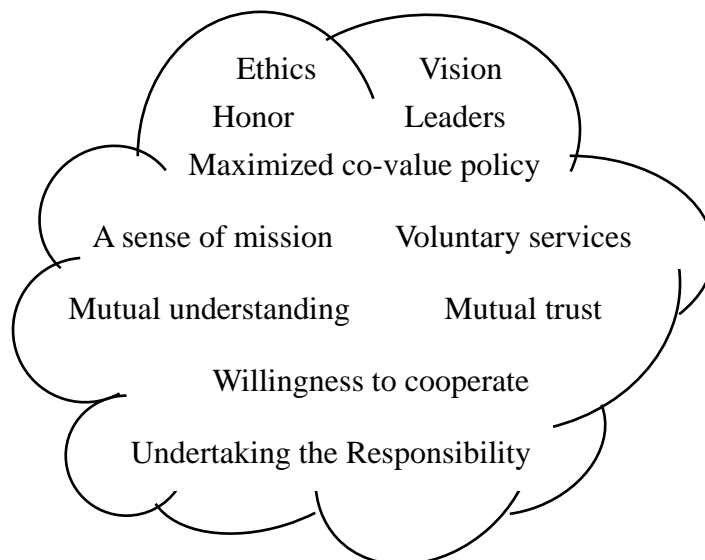 Ethics Vision
Honor Leaders
Maximized co-value policy
A sense of mission Voluntary services
Mutual understanding Mutual trust
Willingness to cooperate
Undertaking the Responsibility